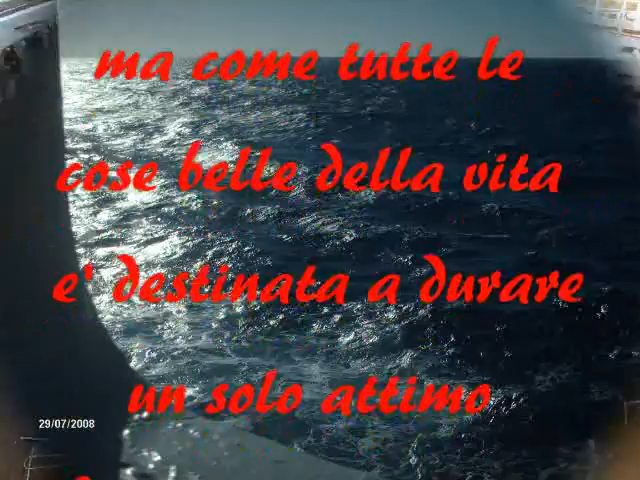 ma come tutte le
cose belle della vita
e' destinata a durare
un solo attimo
29/07/2008